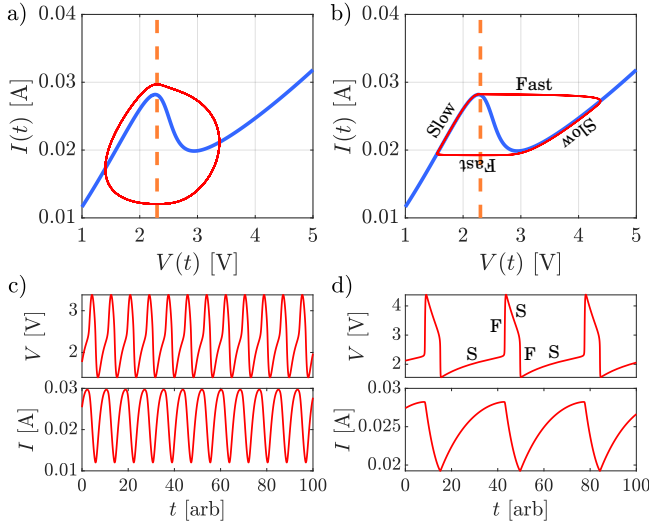 a)
I(t) [A]
0.04
0.03
0.02
0.01
1
2
3
4
5
V(t) [V]
b)
I(t) [A]
0.04
0.03
0.02
0.01
Slow
Fast
Slow
Fast
1
2
3
4
5
V(t) [V]
c)
V [V]
3
2
I [A]
0.03
0.02
0.01
0
20
40
60
80
100
t [arb]
d)
V [V]
4
3
2
S
F
S
F
S
I [A]
0.03
0.02
0
20
40
60
80
100
t [arb]